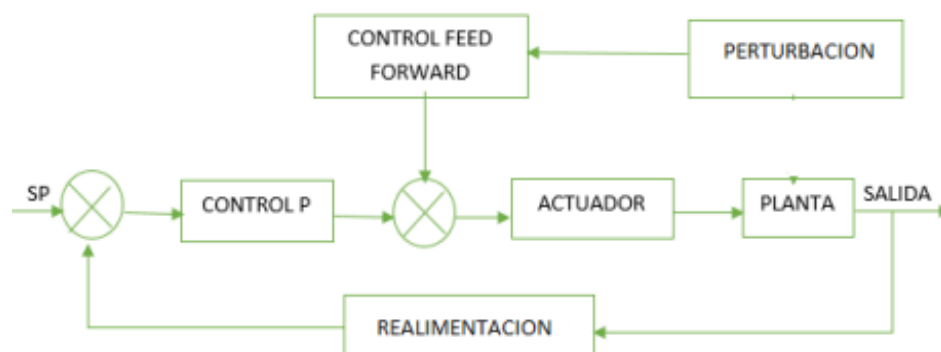 CONTROL FEED
FORWARD
PERTURBACION
SP
CONTROL P
ACTUADOR
PLANTA
SALIDA
REALIMENTACION